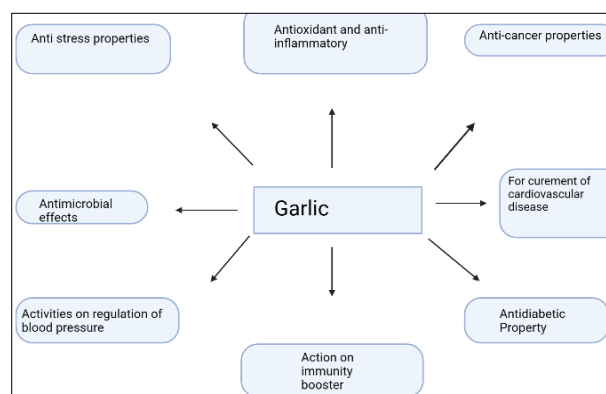 Anti stress properties
Antioxidant and anti-
inflammatory
Anti-cancer properties
Antimicrobial
effects
Garlic
For curement of
cardiovascular
disease
Activities on regulation of
blood pressure
Action on
immunity
booster
Antidiabetic
Property